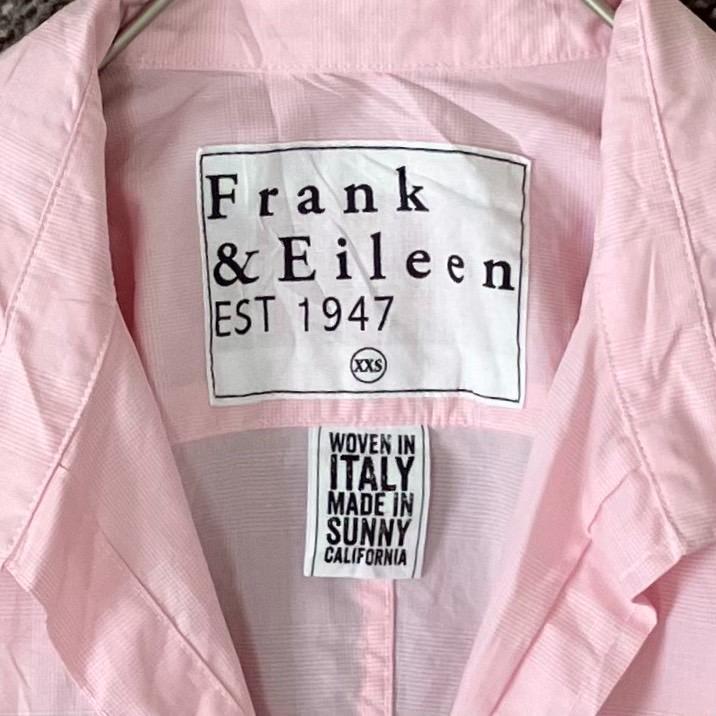 Frank
& Eileen
EST 1947
XXS
WOVEN IN
ITALY
MADE IN
SUNNY
CALIFORNIA